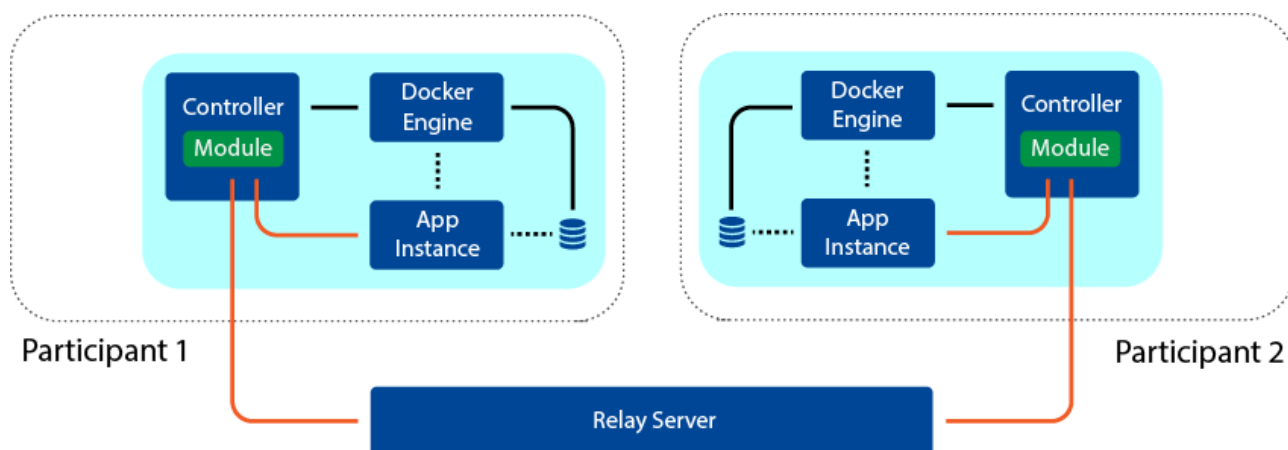 Controller
Module
Docker
Engine
App
Instance
Docker
Engine
Controller
Module
App
Instance
Participant 1
Participant 2
Relay Server